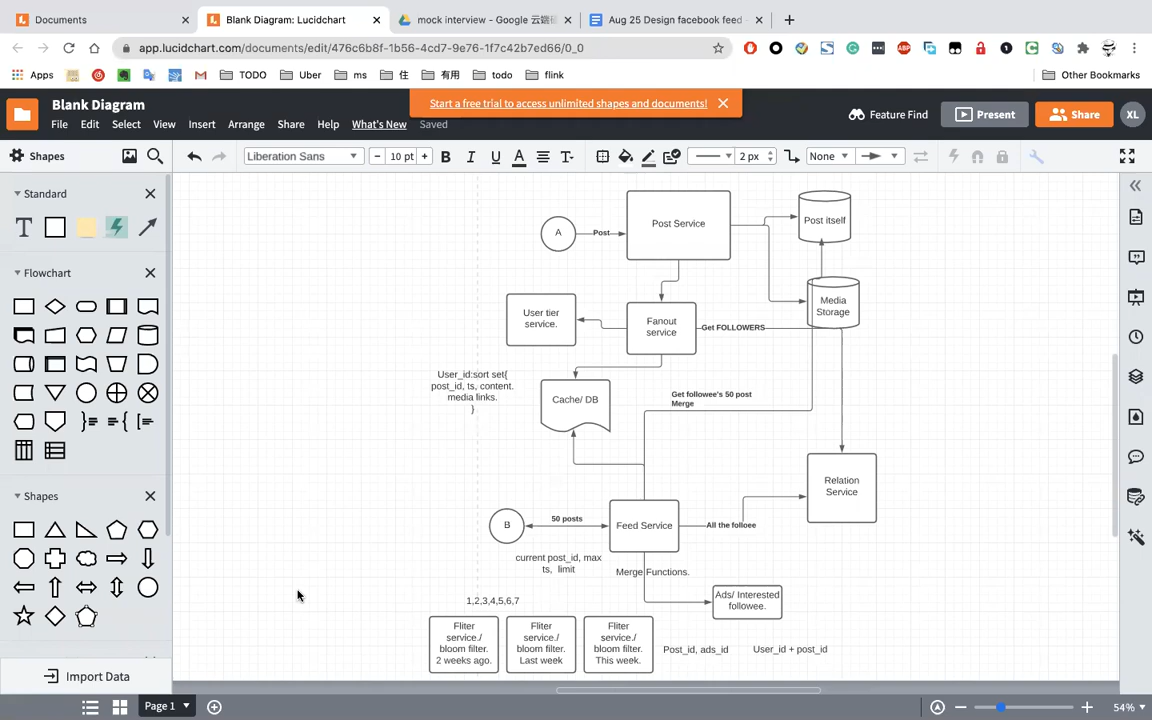 Documents
Blank Diagram: Lucidchart
mock interview - Google 云端硬
Aug 25 Design facebook feed
app.lucidchart.com/documents/edit/476c6b8f-1b56-4cd7-9e76-1f7c42b7ed66/0_0
Apps
TODO
Uber
ms
住
有用
todo
flink
Other Bookmarks
Blank Diagram
Start a free trial to access unlimited shapes and documents!
File
Edit
Select
View
Insert
Arrange
Share
Help
What's New
Saved
Feature Find
Present
Share
XL
Shapes
Liberation Sans
10 pt
B
I
U
A
T
2 px
None
Standard
T
Flowchart
Shapes
Import Data
A
Post
Post Service
Post itself
Media
Storage
User tier
service.
Fanout
service
Get FOLLOWERS
User_id:sort set{
post_id, ts, content.
media links.
}
Cache/ DB
Get followee's 50 post
Merge
Relation
Service
B
50 posts
Feed Service
All the folloee
current post_id, max
ts, limit
Merge Functions.
Ads/ Interested
followee.
1,2,3,4,5,6,7
Fliter
service./
bloom filter.
2 weeks ago.
Fliter
service./
bloom filter.
Last week
Fliter
service./
bloom filter.
This week.
Post_id, ads_id
User_id + post_id
Page 1
54%